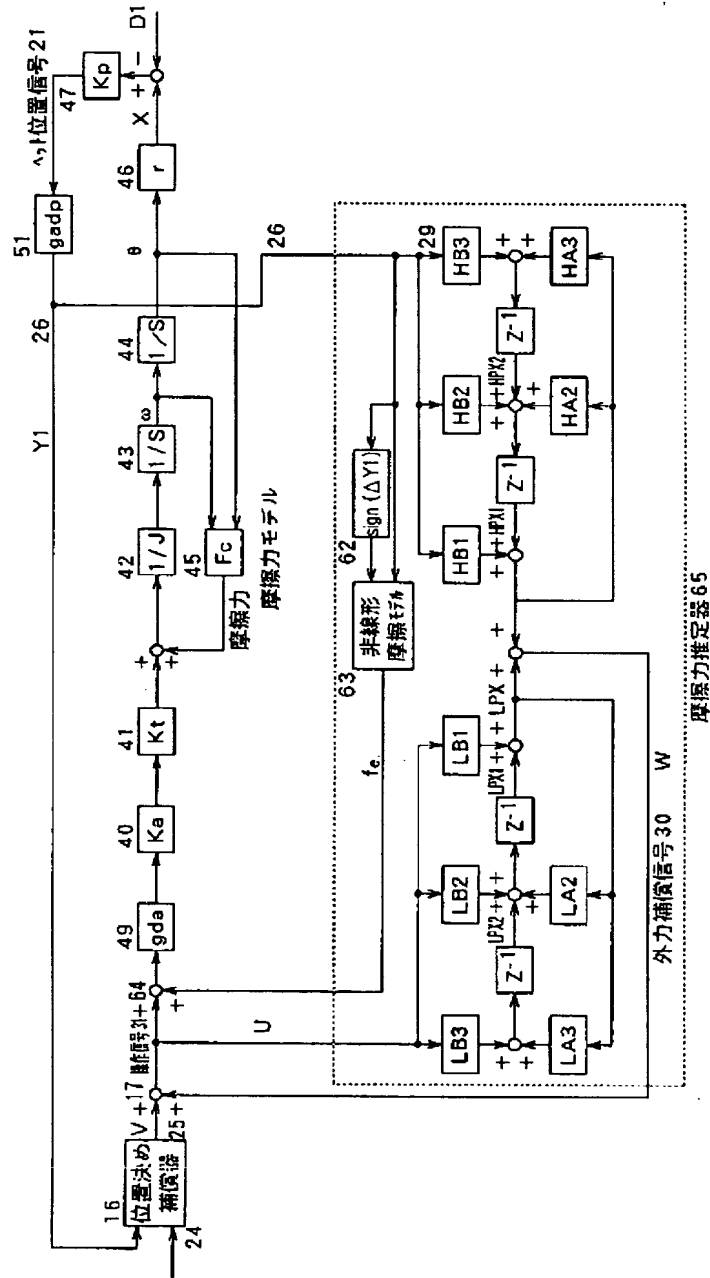 D1
ヘッド位置信号21
Kp
47
−
+
X
46
r
51
gadp
θ
26
26
44
1/S
ω
43
1/S
Y1
42
1/J
45
Fc
摩擦力
摩擦力モデル
+
+
41
Kt
40
Ka
49
gda
64
+
+
操作信号31
17
V+
25+
16
位置決め
補償器
24
U
fe
62
sign(ΔY1)
63
非線形
摩擦モデル
29
HB3
HB2
HB1
+
+
HA3
Z-1
HPX2
+
+
+
HA2
Z-1
HPX1
+
+
+
+
LPX
LB1
LPX1
+
+
Z-1
LB2
LPX2
+
+
+
LA2
Z-1
LB3
+
+
LA3
W
外力補償信号30
摩擦力推定器65